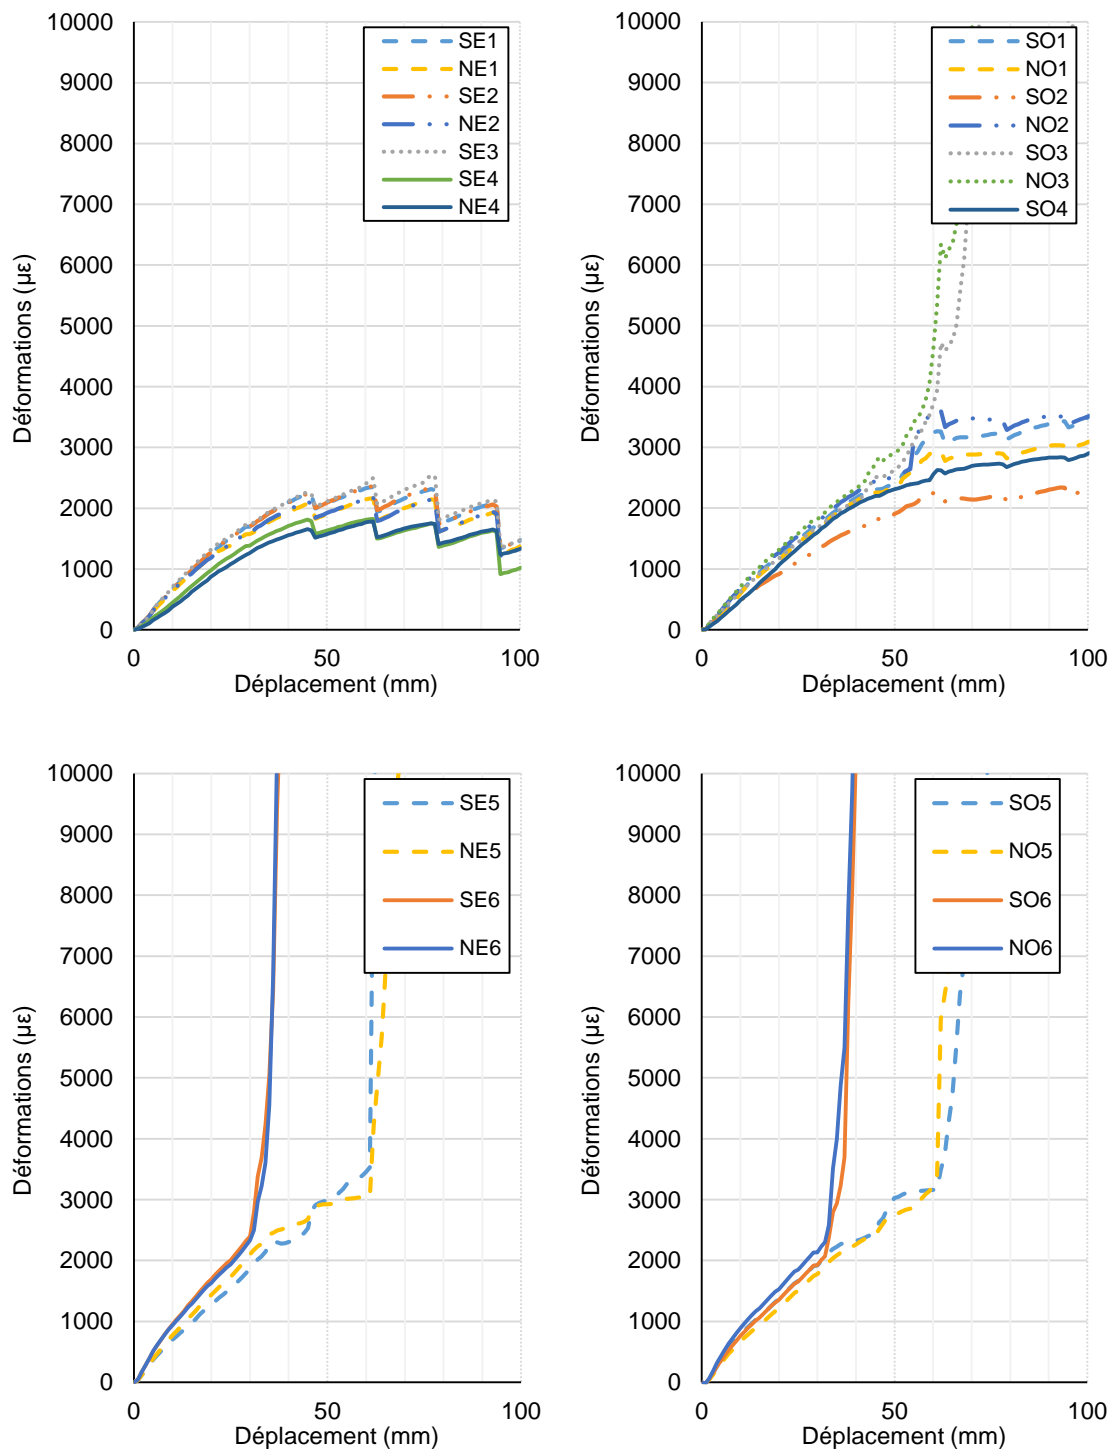 10000
9000
8000
7000
6000
5000
4000
3000
2000
1000
0
Déformations (µε)
0 50 100
Déplacement (mm)
SE1
NE1
SE2
NE2
SE3
SE4
NE4
10000
9000
8000
7000
6000
5000
4000
3000
2000
1000
0
Déformations (µε)
0 50 100
Déplacement (mm)
SO1
NO1
SO2
NO2
SO3
NO3
SO4
10000
9000
8000
7000
6000
5000
4000
3000
2000
1000
0
Déformations (µε)
0 50 100
Déplacement (mm)
SE5
NE5
SE6
NE6
10000
9000
8000
7000
6000
5000
4000
3000
2000
1000
0
Déformations (µε)
0 50 100
Déplacement (mm)
SO5
NO5
SO6
NO6